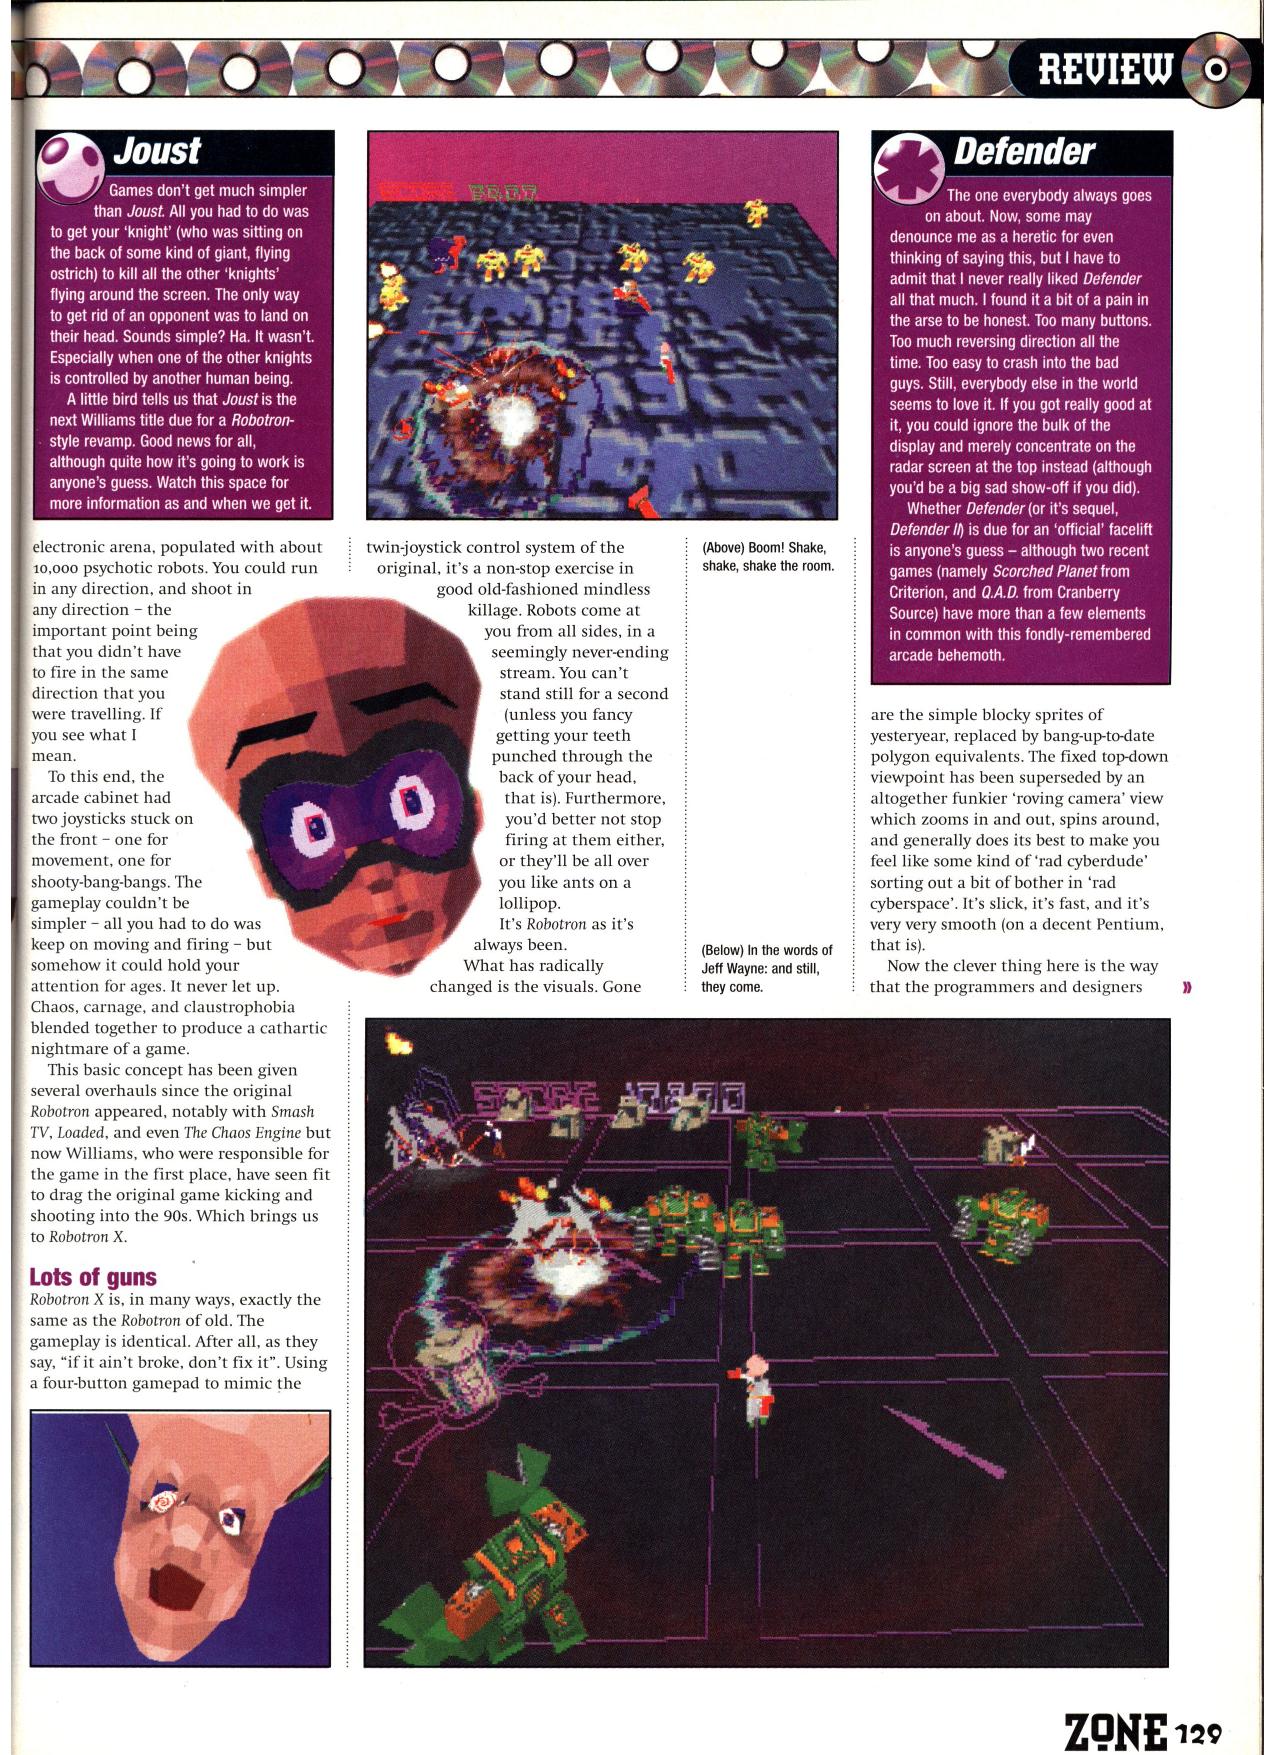 REVIEW
Joust
Games don't get much simpler
than Joust. All you had to do was
to get your 'knight' (who was sitting on
the back of some kind of giant, flying
ostrich) to kill all the other 'knights'
flying around the screen. The only way
to get rid of an opponent was to land on
their head. Sounds simple? Ha. It wasn't.
Especially when one of the other knights
is controlled by another human being.
A little bird tells us that Joust is the
next Williams title due for a Robotron-
style revamp. Good news for all,
although quite how it's going to work is
anyone's guess. Watch this space for
more information as and when we get it.
electronic arena, populated with about
10,000 psychotic robots. You could run
in any direction, and shoot in
any direction – the
important point being
that you didn't have
to fire in the same
direction that you
were travelling. If
you see what I
mean.
To this end, the
arcade cabinet had
two joysticks stuck on
the front – one for
movement, one for
shooty-bang-bangs. The
gameplay couldn't be
simpler – all you had to do was
keep on moving and firing – but
somehow it could hold your
attention for ages. It never let up.
Chaos, carnage, and claustrophobia
blended together to produce a cathartic
nightmare of a game.
This basic concept has been given
several overhauls since the original
Robotron appeared, notably with Smash
TV, Loaded, and even The Chaos Engine but
now Williams, who were responsible for
the game in the first place, have seen fit
to drag the original game kicking and
shooting into the 90s. Which brings us
to Robotron X.
Lots of guns
Robotron X is, in many ways, exactly the
same as the Robotron of old. The
gameplay is identical. After all, as they
say, "if it ain't broke, don't fix it". Using
a four-button gamepad to mimic the
twin-joystick control system of the
original, it's a non-stop exercise in
good old-fashioned mindless
killage. Robots come at
you from all sides, in a
seemingly never-ending
stream. You can't
stand still for a second
(unless you fancy
getting your teeth
punched through the
back of your head,
that is). Furthermore,
you'd better not stop
firing at them either,
or they'll be all over
you like ants on a
lollipop.
It's Robotron as it's
always been.
What has radically
changed is the visuals. Gone
(Above) Boom! Shake,
shake, shake the room.
(Below) In the words of
Jeff Wayne: and still,
they come.
Defender
The one everybody always goes
on about. Now, some may
denounce me as a heretic for even
thinking of saying this, but I have to
admit that I never really liked Defender
all that much. I found it a bit of a pain in
the arse to be honest. Too many buttons.
Too much reversing direction all the
time. Too easy to crash into the bad
guys. Still, everybody else in the world
seems to love it. If you got really good at
it, you could ignore the bulk of the
display and merely concentrate on the
radar screen at the top instead (although
you'd be a big sad show-off if you did).
Whether Defender (or it's sequel,
Defender II) is due for an 'official' facelift
is anyone's guess – although two recent
games (namely Scorched Planet from
Criterion, and Q.A.D. from Cranberry
Source) have more than a few elements
in common with this fondly-remembered
arcade behemoth.
are the simple blocky sprites of
yesteryear, replaced by bang-up-to-date
polygon equivalents. The fixed top-down
viewpoint has been superseded by an
altogether funkier 'roving camera' view
which zooms in and out, spins around,
and generally does its best to make you
feel like some kind of 'rad cyberdude'
sorting out a bit of bother in 'rad
cyberspace'. It's slick, it's fast, and it's
very very smooth (on a decent Pentium,
that is).
Now the clever thing here is the way
that the programmers and designers »
ZONE 129